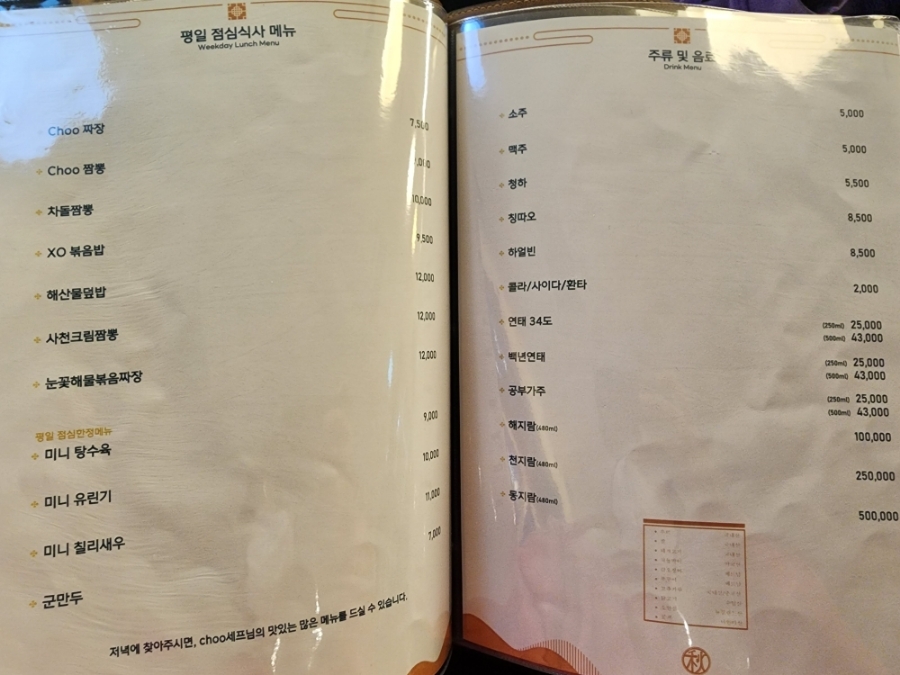 평일 점심식사 메뉴
Weekday Lunch Menu
Choo 짜장 7,500
Choo 짬뽕
차돌짬뽕 10,000
XO 볶음밥 9,500
해산물덮밥 12,000
사천크림짬뽕 12,000
눈꽃해물볶음짜장 12,000
평일 점심한정메뉴
미니 탕수육 9,000
미니 유린기 10,000
미니 칠리새우 11,000
군만두 7,000
저녁에 찾아주시면, choo셰프님의 맛있는 많은 메뉴를 드실 수 있습니다.
주류 및 음료
Drink Menu
소주 5,000
맥주 5,000
청하 5,500
칭따오 8,500
하얼빈 8,500
콜라/사이다/환타 2,000
연태 34도 (250ml) 25,000
(500ml) 43,000
백년연태 (250ml) 25,000
(500ml) 43,000
공부가주 (250ml) 25,000
(500ml) 43,000
해지람(480ml) 100,000
천지람(480ml) 250,000
몽지람(480ml) 500,000
秋